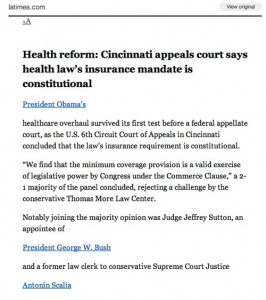 latimes.com
View original
AA
Health reform: Cincinnati appeals court says
health law's insurance mandate is
constitutional
President Obama's
healthcare overhaul survived its first test before a federal appellate
court, as the U.S. 6th Circuit Court of Appeals in Cincinnati
concluded that the law's insurance requirement is constitutional.
"We find that the minimum coverage provision is a valid exercise
of legislative power by Congress under the Commerce Clause," a 2-
1 majority of the panel concluded, rejecting a challenge by the
conservative Thomas More Law Center.
Notably joining the majority opinion was Judge Jeffrey Sutton, an
appointee of
President George W. Bush
and a former law clerk to conservative Supreme Court Justice
Antonin Scalia